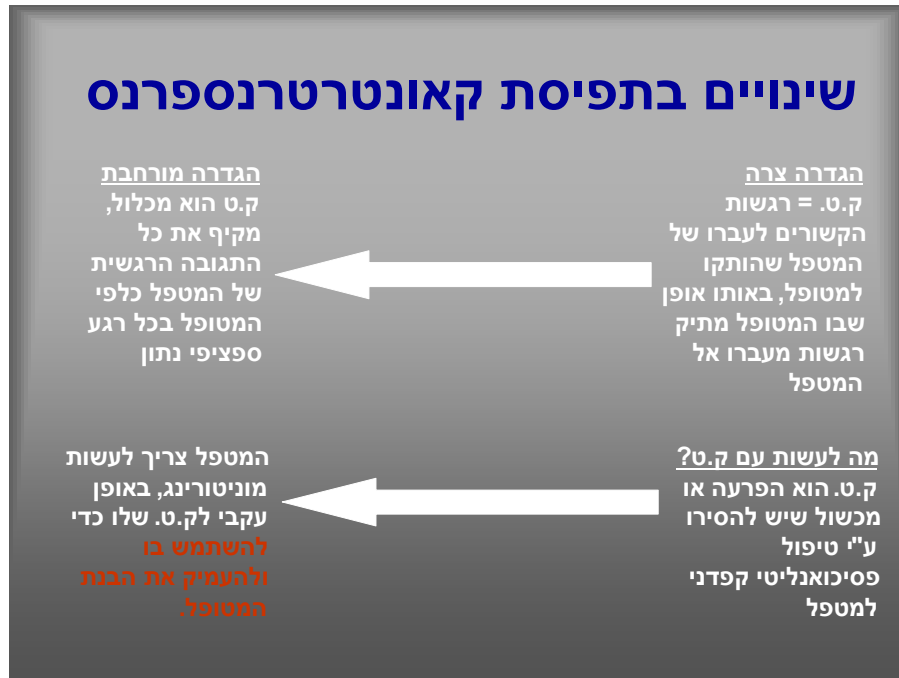 שינויים בתפיסת קאונטרטרנספרנס
הגדרה צרה
ק.ט. = רגשות
הקשורים לעברו של
המטפל שהותקו
למטופל, באותו אופן
שבו המטופל מתיק
רגשות מעברו אל
המטפל
הגדרה מורחבת
ק.ט הוא מכלול,
מקיף את כל
התגובה הרגשית
של המטפל כלפי
המטופל בכל רגע
ספציפי נתון
מה לעשות עם ק.ט?
ק.ט. הוא הפרעה או
מכשול שיש להסירו
ע"י טיפול
פסיכואנליטי קפדני
למטפל
המטפל צריך לעשות
מוניטורינג, באופן
עקבי לק.ט. שלו כדי
להשתמש בו
ולהעמיק את הבנת
המטופל.